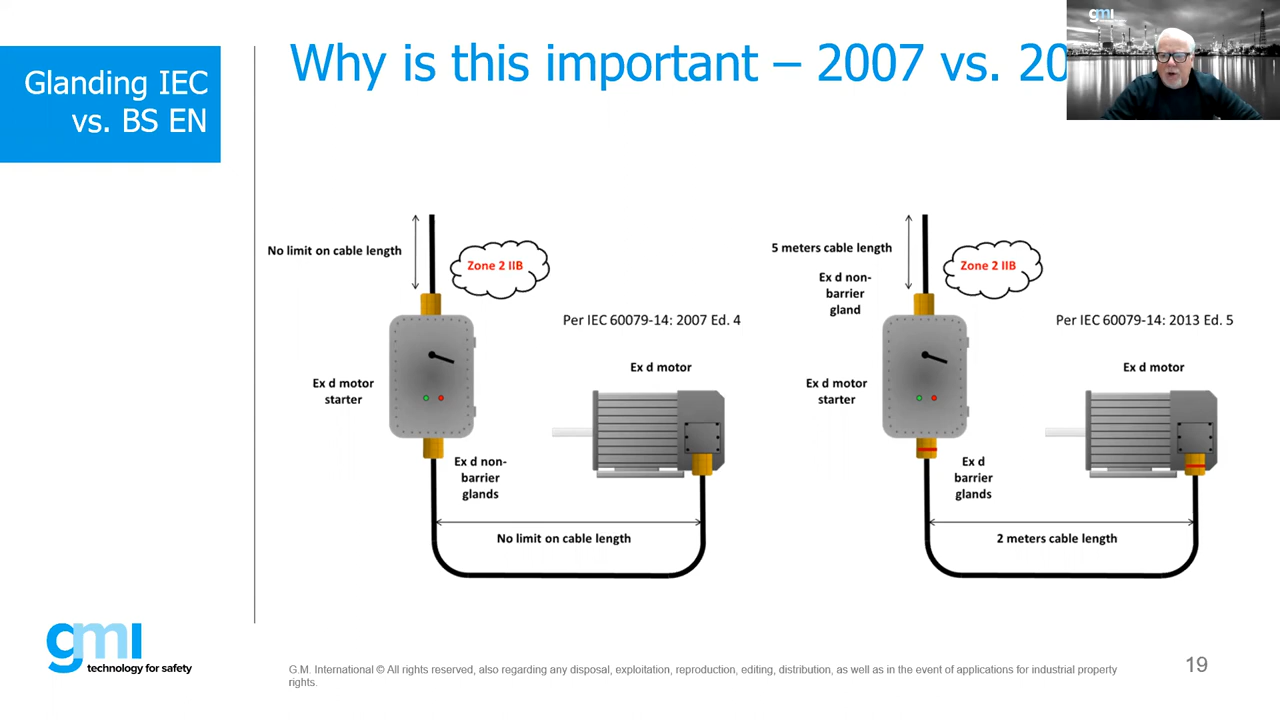 Glanding IEC
vs. BS EN
Why is this important – 2007 vs. 20
gmi
No limit on cable length
Zone 2 IIB
Per IEC 60079-14: 2007 Ed. 4
Ex d motor
Ex d motor
starter
Ex d non-
barrier
glands
No limit on cable length
5 meters cable length
Ex d non-
barrier
gland
Zone 2 IIB
Per IEC 60079-14: 2013 Ed. 5
Ex d motor
Ex d motor
starter
Ex d
barrier
glands
2 meters cable length
gmi
technology for safety
G.M. International © All rights reserved, also regarding any disposal, exploitation, reproduction, editing, distribution, as well as in the event of applications for industrial property
rights.
19